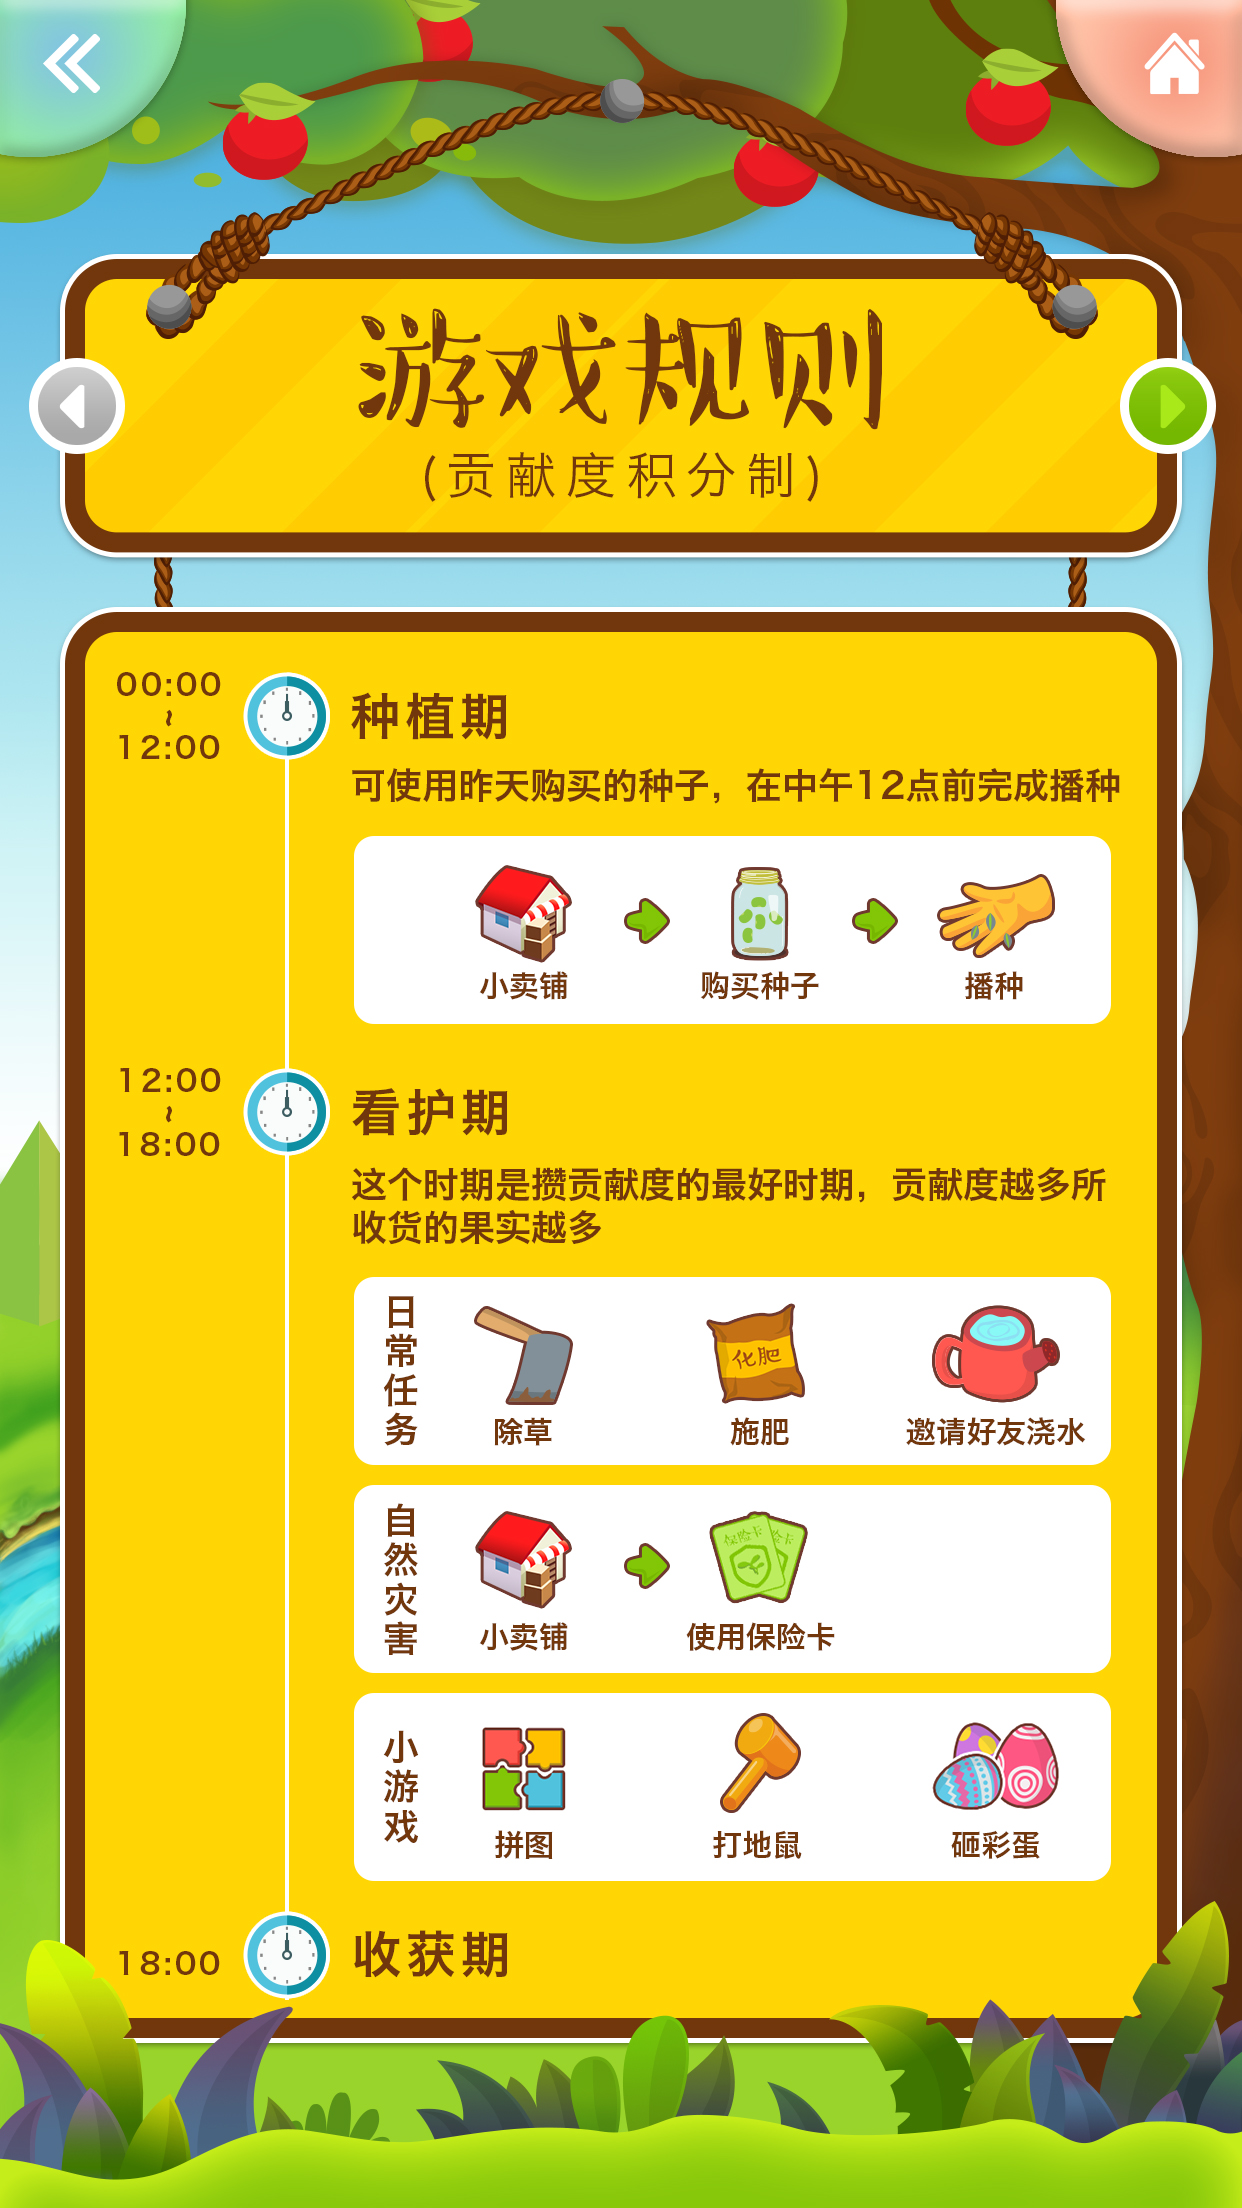 游戏规则
(贡献度积分制)
00:00
~
12:00
种植期
可使用昨天购买的种子，在中午12点前完成播种
小卖铺
购买种子
播种
12:00
~
18:00
看护期
这个时期是攒贡献度的最好时期，贡献度越多所
收货的果实越多
日常任务
化肥
除草
施肥
邀请好友浇水
自然灾害
保险卡
险卡
小卖铺
使用保险卡
小游戏
拼图
打地鼠
砸彩蛋
18:00
收获期